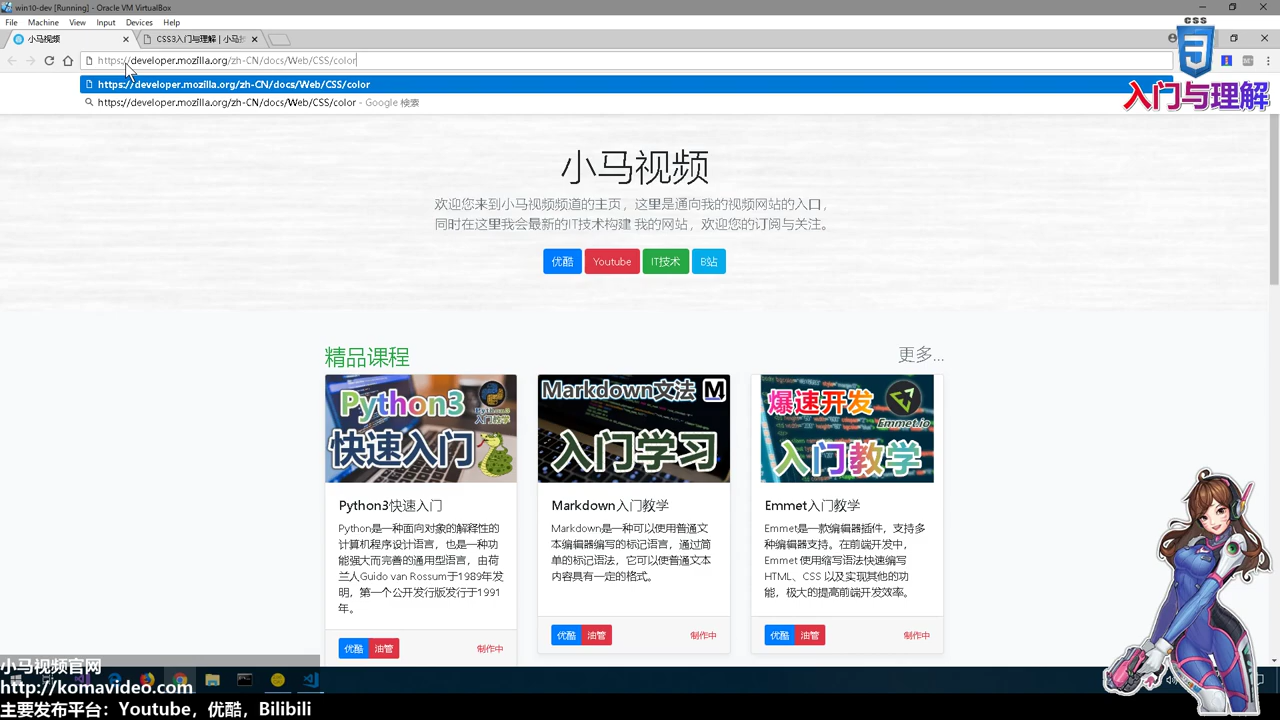 win10-dev [Running] - Oracle VM VirtualBox
File Machine View Input Devices Help
小马视频
CSS3入门与理解 | 小马
https://developer.mozilla.org/zh-CN/docs/Web/CSS/color
https://developer.mozilla.org/zh-CN/docs/Web/CSS/color
https://developer.mozilla.org/zh-CN/docs/Web/CSS/color - Google 検索
CSS
3
入门与理解
小马视频
欢迎您来到小马视频频道的主页，这里是通向我的视频网站的入口，
同时在这里我会最新的IT技术构建 我的网站，欢迎您的订阅与关注。
优酷 Youtube IT技术 B站
精品课程
更多...
Python3
快速入门
Python3快速入门
Python是一种面向对象的解释性的
计算机程序设计语言，也是一种功
能强大而完善的通用型语言，由荷
兰人Guido van Rossum于1989年发
明，第一个公开发行版发行于1991
年。
优酷 油管 制作中
Markdown文法 M
入门学习
Markdown入门教学
Markdown是一种可以使用普通文
本编辑器编写的标记语言，通过简
单的标记语法，它可以使普通文本
内容具有一定的格式。
优酷 油管 制作中
爆速开发
Emmet.io
入门教学
Emmet入门教学
Emmet是一款编辑器插件，支持多
种编辑器支持。在前端开发中，
Emmet 使用缩写语法快速编写
HTML、CSS 以及实现其他的功
能，极大的提高前端开发效率。
优酷 油管 制作中
小马视频官网
http://komavideo.com
主要发布平台：Youtube，优酷，Bilibili